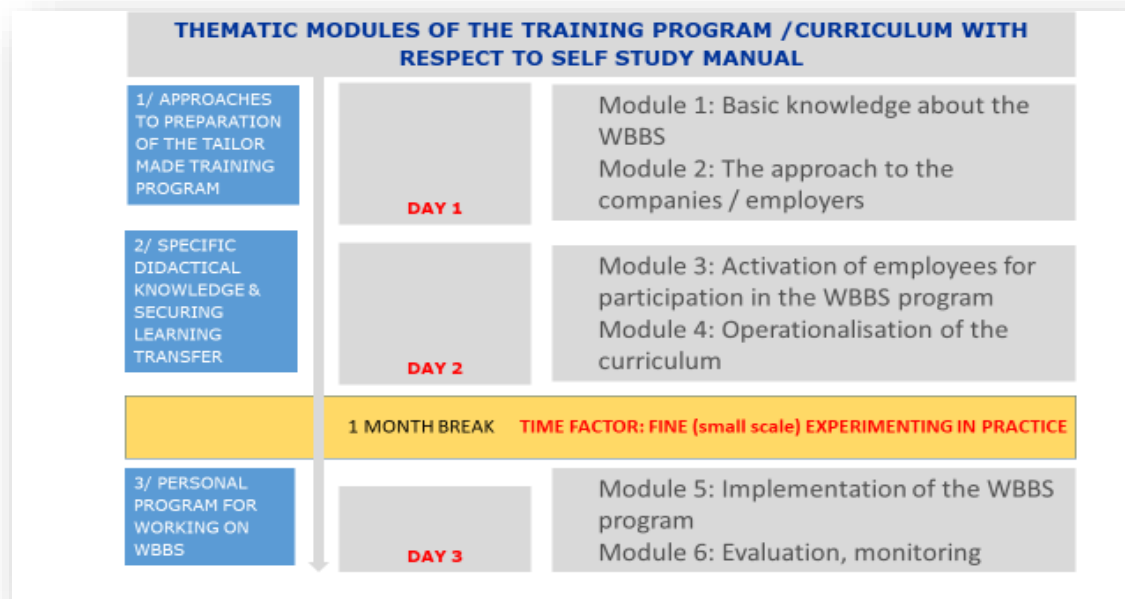 THEMATIC MODULES OF THE TRAINING PROGRAM /CURRICULUM WITH
RESPECT TO SELF STUDY MANUAL
1/ APPROACHES
TO PREPARATION
OF THE TAILOR
MADE TRAINING
PROGRAM
DAY 1
Module 1: Basic knowledge about the
WBBS
Module 2: The approach to the
companies / employers
2/ SPECIFIC
DIDACTICAL
KNOWLEDGE &
SECURING
LEARNING
TRANSFER
DAY 2
Module 3: Activation of employees for
participation in the WBBS program
Module 4: Operationalisation of the
curriculum
1 MONTH BREAK TIME FACTOR: FINE (small scale) EXPERIMENTING IN PRACTICE
3/ PERSONAL
PROGRAM FOR
WORKING ON
WBBS
DAY 3
Module 5: Implementation of the WBBS
program
Module 6: Evaluation, monitoring